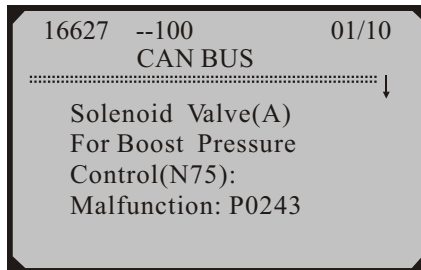 16627 --100 01/10
CAN BUS
Solenoid Valve(A)
For Boost Pressure
Control(N75):
Malfunction: P0243